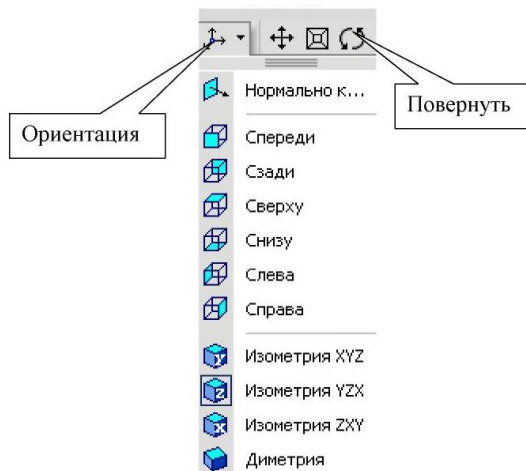 Ориентация
Повернуть
Нормально к...
Спереди
Сзади
Сверху
Снизу
Слева
Справа
Y
Изометрия XYZ
Z
Изометрия YZX
X
Изометрия ZXY
Диметрия